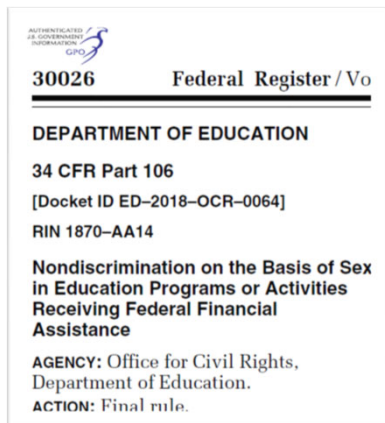 AUTHENTICATED
U.S. GOVERNMENT
INFORMATION
GPO
30026 Federal Register / Vo
DEPARTMENT OF EDUCATION
34 CFR Part 106
[Docket ID ED–2018–OCR–0064]
RIN 1870–AA14
Nondiscrimination on the Basis of Sex
in Education Programs or Activities
Receiving Federal Financial
Assistance
AGENCY: Office for Civil Rights,
Department of Education.
ACTION: Final rule.